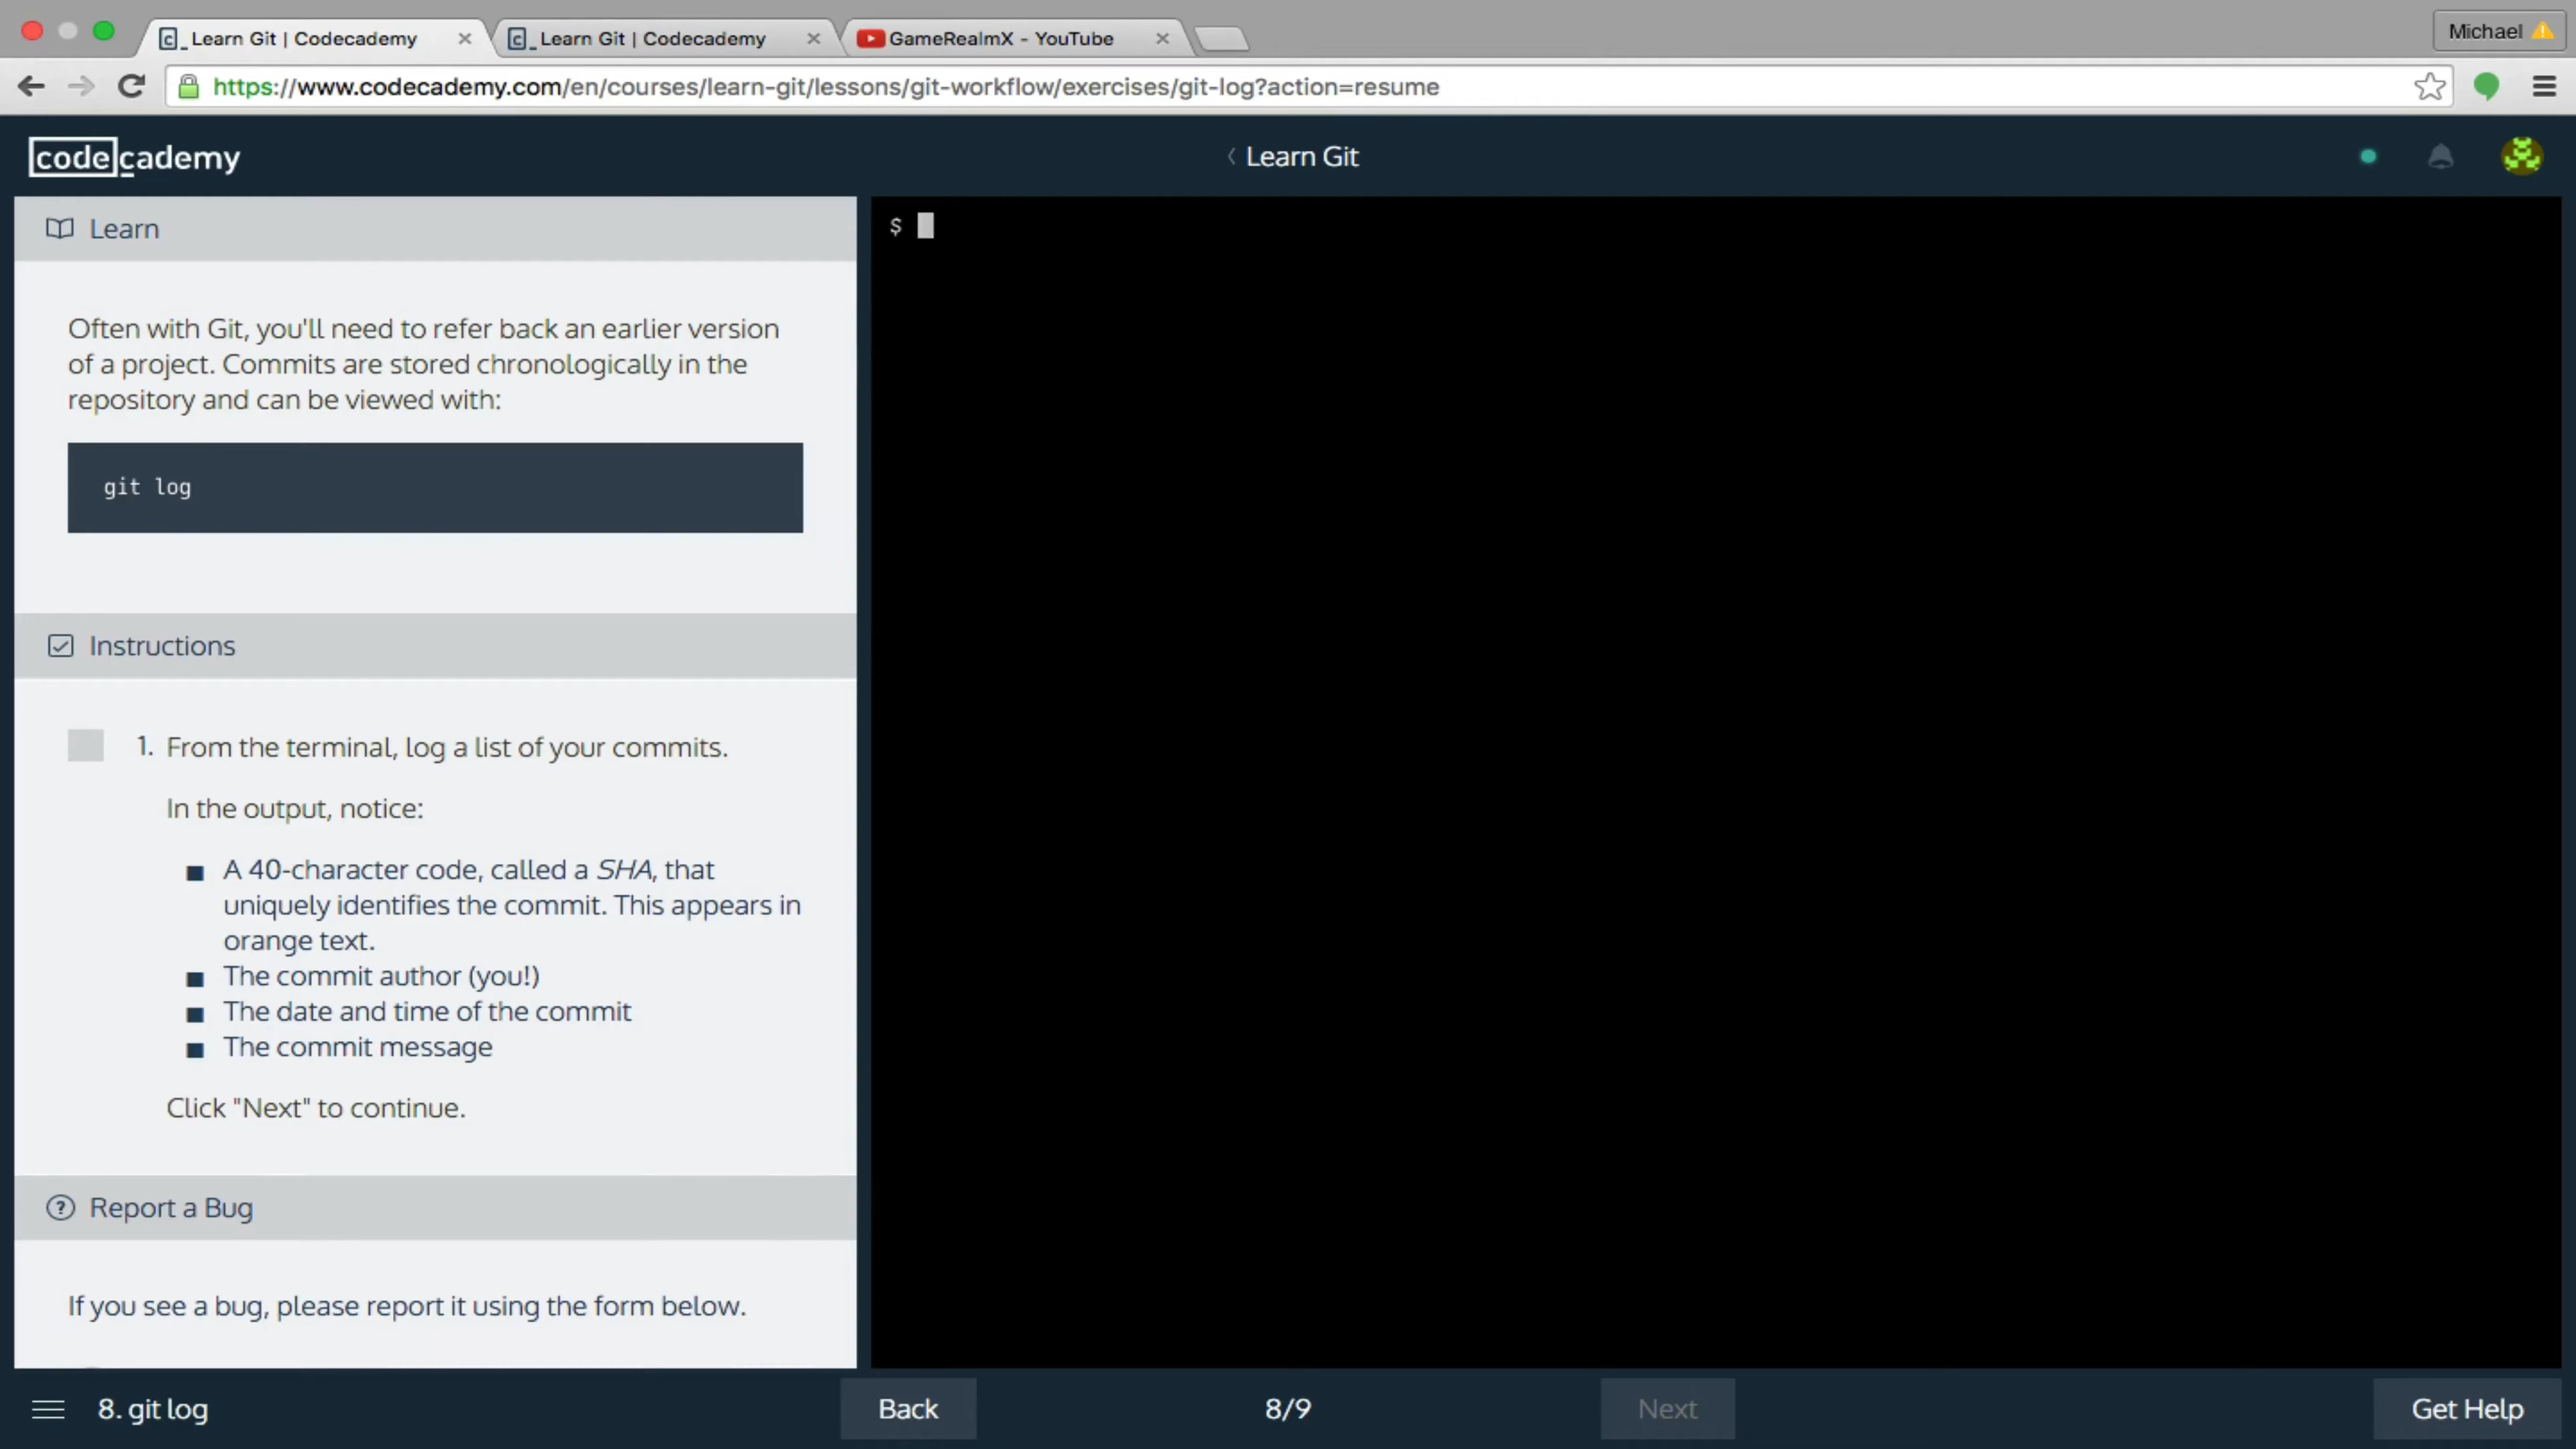 Learn Git | Codecademy
Learn Git | Codecademy
GameRealmX - YouTube
Michael
https://www.codecademy.com/en/courses/learn-git/lessons/git-workflow/exercises/git-log?action=resume
codecademy
Learn Git
Learn
$
Often with Git, you'll need to refer back an earlier version
of a project. Commits are stored chronologically in the
repository and can be viewed with:
git log
Instructions
1. From the terminal, log a list of your commits.
In the output, notice:
A 40-character code, called a SHA, that
uniquely identifies the commit. This appears in
orange text.
The commit author (you!)
The date and time of the commit
The commit message
Click "Next" to continue.
Report a Bug
If you see a bug, please report it using the form below.
8. git log
Back
8/9
Next
Get Help